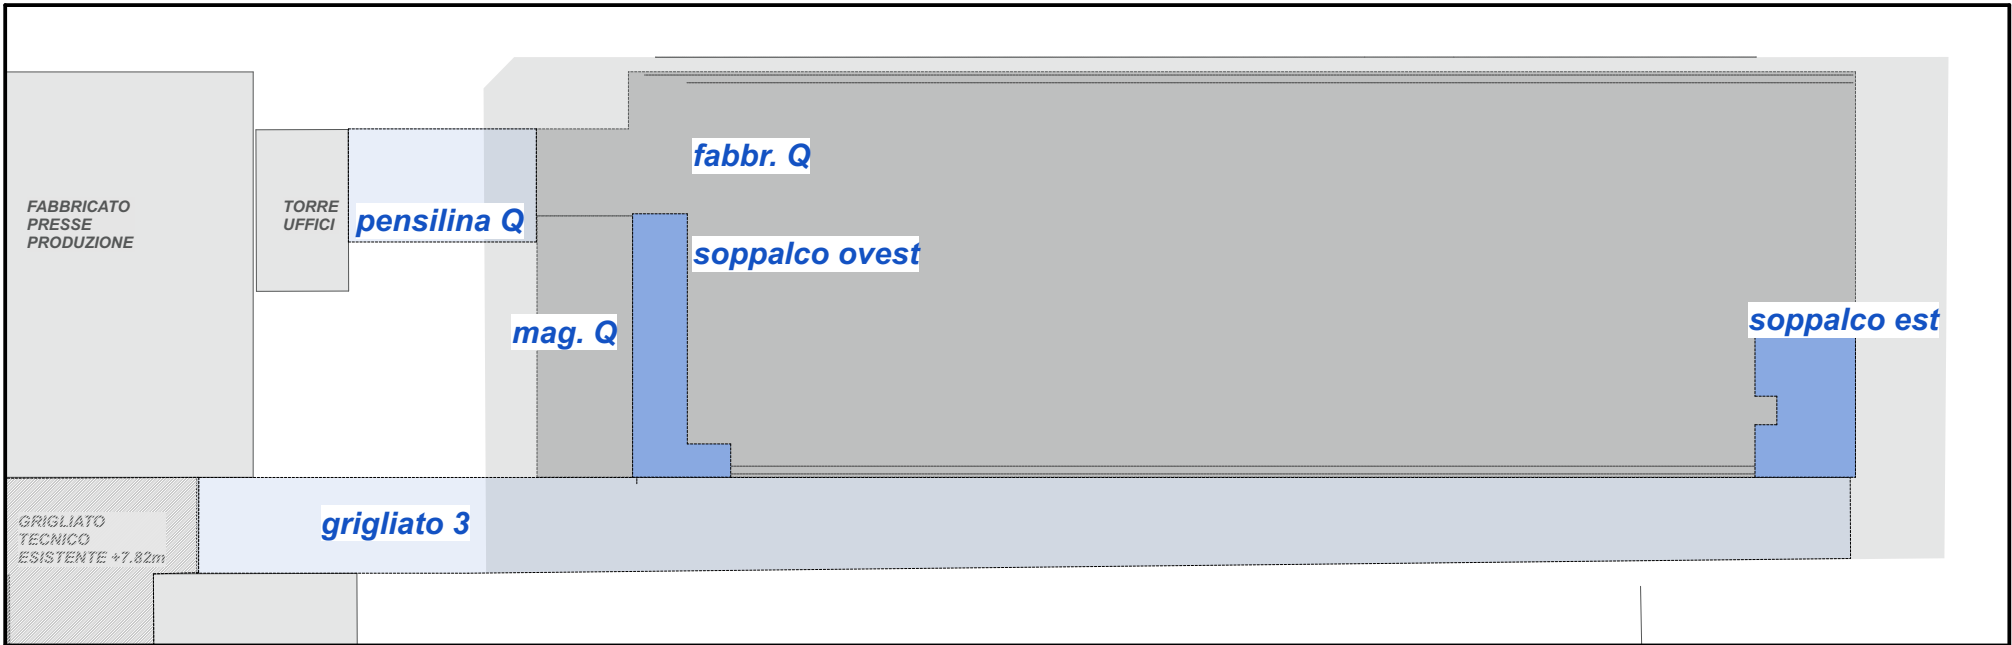 fabbr. Q
FABBRICATO
PRESSE
PRODUZIONE
TORRE
UFFICI
pensilina Q
soppalco ovest
mag. Q
soppalco est
grigliato 3
GRIGLIATO
TECNICO
ESISTENTE +7.82m